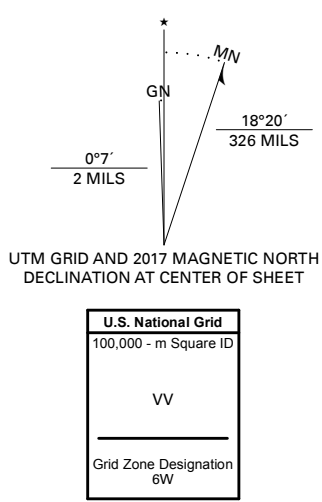 ★
MN
GN
18°20´
326 MILS
0°7´
2 MILS
UTM GRID AND 2017 MAGNETIC NORTH
DECLINATION AT CENTER OF SHEET
U.S. National Grid
100,000 - m Square ID
VV
Grid Zone Designation
6W